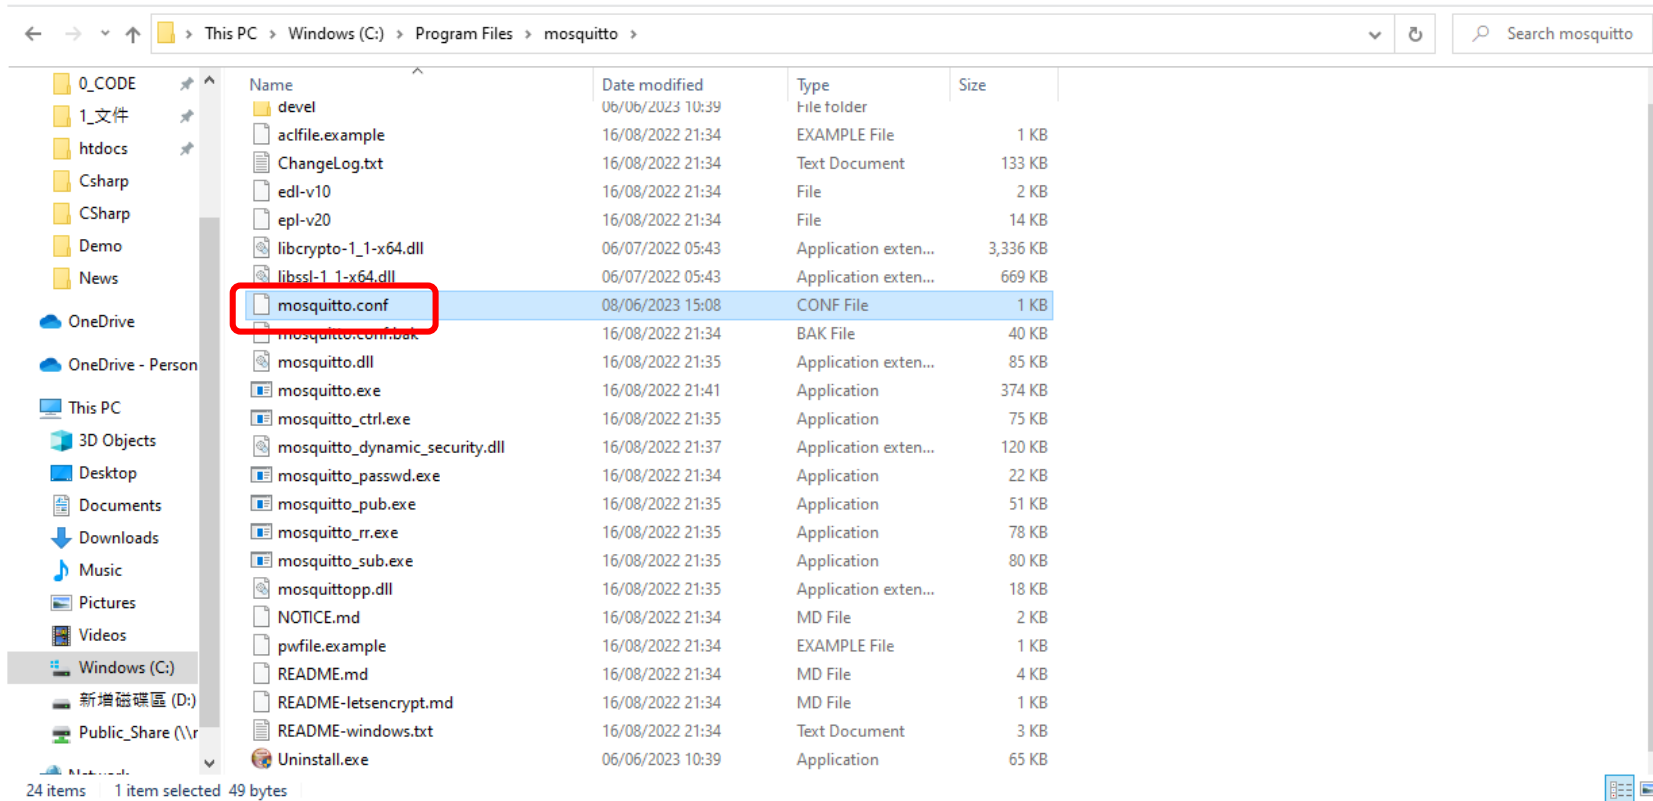 This PC > Windows (C:) > Program Files > mosquitto > Search mosquitto
0_CODE
1_文件
htdocs
Csharp
CSharp
Demo
News
OneDrive
OneDrive - Person
This PC
3D Objects
Desktop
Documents
Downloads
Music
Pictures
Videos
Windows (C:)
新增磁碟區 (D:)
Public_Share (\\r
Network
Name Date modified Type Size
devel 06/06/2023 10:39 File folder
aclfile.example 16/08/2022 21:34 EXAMPLE File 1 KB
ChangeLog.txt 16/08/2022 21:34 Text Document 133 KB
edl-v10 16/08/2022 21:34 File 2 KB
epl-v20 16/08/2022 21:34 File 14 KB
libcrypto-1_1-x64.dll 06/07/2022 05:43 Application exten... 3,336 KB
libssl-1_1-x64.dll 06/07/2022 05:43 Application exten... 669 KB
mosquitto.conf 08/06/2023 15:08 CONF File 1 KB
mosquitto.conf.bak 16/08/2022 21:34 BAK File 40 KB
mosquitto.dll 16/08/2022 21:35 Application exten... 85 KB
mosquitto.exe 16/08/2022 21:41 Application 374 KB
mosquitto_ctrl.exe 16/08/2022 21:35 Application 75 KB
mosquitto_dynamic_security.dll 16/08/2022 21:37 Application exten... 120 KB
mosquitto_passwd.exe 16/08/2022 21:34 Application 22 KB
mosquitto_pub.exe 16/08/2022 21:35 Application 51 KB
mosquitto_rr.exe 16/08/2022 21:35 Application 78 KB
mosquitto_sub.exe 16/08/2022 21:35 Application 80 KB
mosquittopp.dll 16/08/2022 21:35 Application exten... 18 KB
NOTICE.md 16/08/2022 21:34 MD File 2 KB
pwfile.example 16/08/2022 21:34 EXAMPLE File 1 KB
README.md 16/08/2022 21:34 MD File 4 KB
README-letsencrypt.md 16/08/2022 21:34 MD File 1 KB
README-windows.txt 16/08/2022 21:34 Text Document 3 KB
Uninstall.exe 06/06/2023 10:39 Application 65 KB
24 items 1 item selected 49 bytes